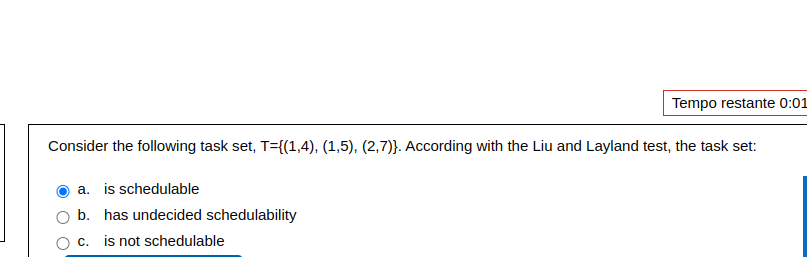 Tempo restante 0:01
Consider the following task set, T={(1,4), (1,5), (2,7)}. According with the Liu and Layland test, the task set:
a. is schedulable
b. has undecided schedulability
c. is not schedulable